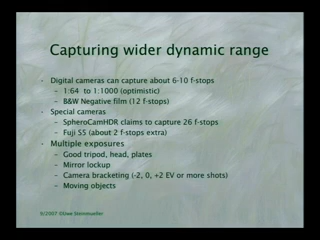 Capturing wider dynamic range
• Digital cameras can capture about 6-10 f-stops
– 1:64 to 1:1000 (optimistic)
– B&W Negative film (12 f-stops)
• Special cameras
– SpheroCamHDR claims to capture 26 f-stops
– Fuji S5 (about 2 f-stops extra)
• Multiple exposures
– Good tripod, head, plates
– Mirror lockup
– Camera bracketing (-2, 0, +2 EV or more shots)
– Moving objects
9/2007 ©Uwe Steinmueller